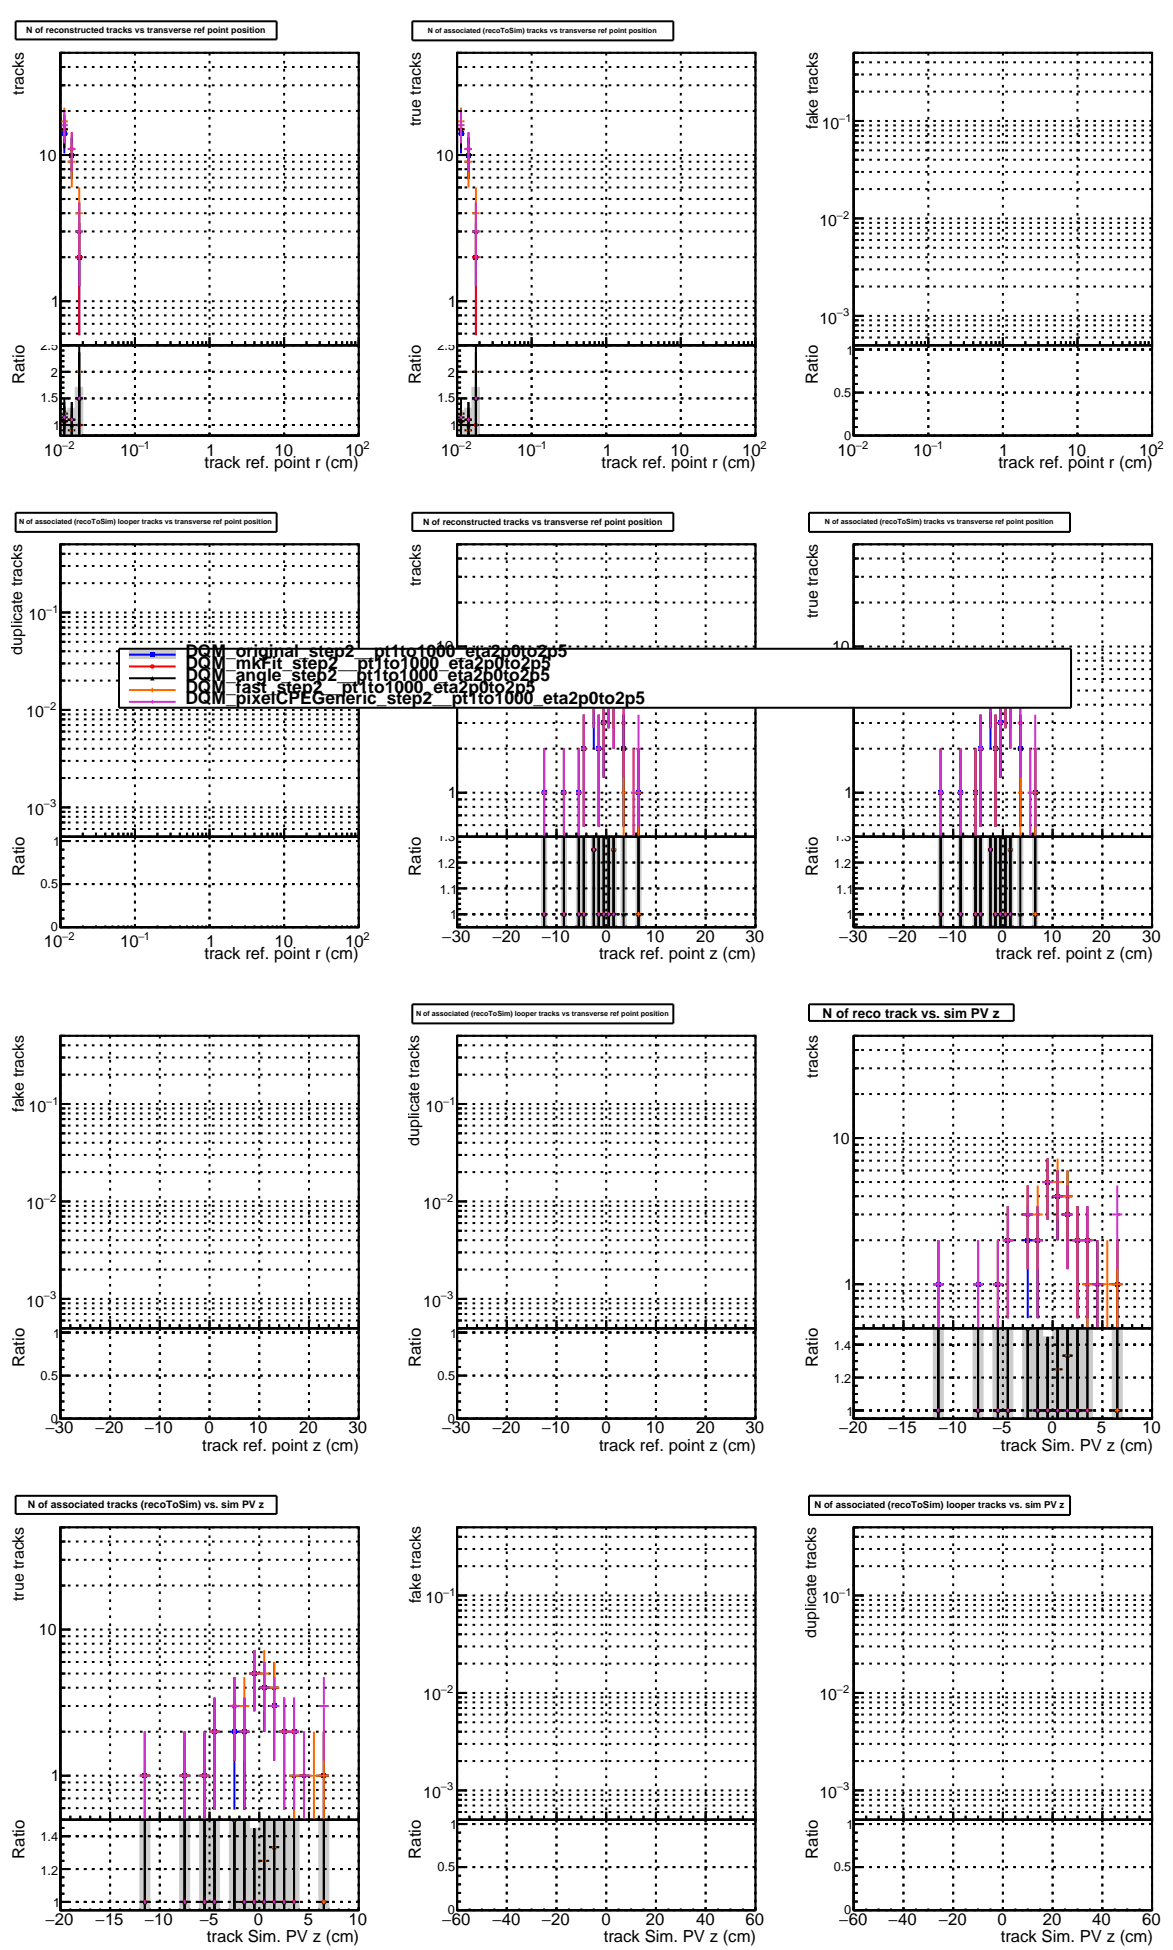 N of reconstructed tracks vs transverse ref point position
tracks
10
1
Ratio
2.5
2
1.5
1
10−2 10−1 1 10 102
track ref. point r (cm)
N of associated (recoToSim) tracks vs transverse ref point position
true tracks
10
1
Ratio
2.5
2
1.5
1
10−2 10−1 1 10 102
track ref. point r (cm)
fake tracks
10−1
10−2
10−3
Ratio
1
0.5
0
10−2 10−1 1 10 102
track ref. point r (cm)
N of associated (recoToSim) looper tracks vs transverse ref point position
duplicate tracks
10−1
10−2
10−3
Ratio
1
0.5
0
10−2 10−1 1 10 102
track ref. point r (cm)
N of reconstructed tracks vs transverse ref point position
tracks
10
1
Ratio
1.3
1.2
1.1
1
−30 −20 −10 0 10 20 30
track ref. point z (cm)
N of associated (recoToSim) tracks vs transverse ref point position
true tracks
10
1
Ratio
1.3
1.2
1.1
1
−30 −20 −10 0 10 20 30
track ref. point z (cm)
DQM_original_step2__pt1to1000_eta2p0to2p5
DQM_mkFit_step2__pt1to1000_eta2p0to2p5
DQM_angle_step2__pt1to1000_eta2p0to2p5
DQM_fast_step2__pt1to1000_eta2p0to2p5
DQM_pixelCPEGeneric_step2__pt1to1000_eta2p0to2p5
fake tracks
10−1
10−2
10−3
Ratio
1
0.5
0
−30 −20 −10 0 10 20 30
track ref. point z (cm)
N of associated (recoToSim) looper tracks vs transverse ref point position
duplicate tracks
10−1
10−2
10−3
Ratio
1
0.5
0
−30 −20 −10 0 10 20 30
track ref. point z (cm)
N of reco track vs. sim PV z
tracks
10
1
Ratio
1.4
1.2
1
−20 −15 −10 −5 0 5 10
track Sim. PV z (cm)
N of associated tracks (recoToSim) vs. sim PV z
true tracks
10
1
Ratio
1.4
1.2
1
−20 −15 −10 −5 0 5 10
track Sim. PV z (cm)
fake tracks
10−1
10−2
10−3
Ratio
1
0.5
0
−60 −40 −20 0 20 40 60
track Sim. PV z (cm)
N of associated (recoToSim) looper tracks vs. sim PV z
duplicate tracks
10−1
10−2
10−3
Ratio
1
0.5
0
−60 −40 −20 0 20 40 60
track Sim. PV z (cm)